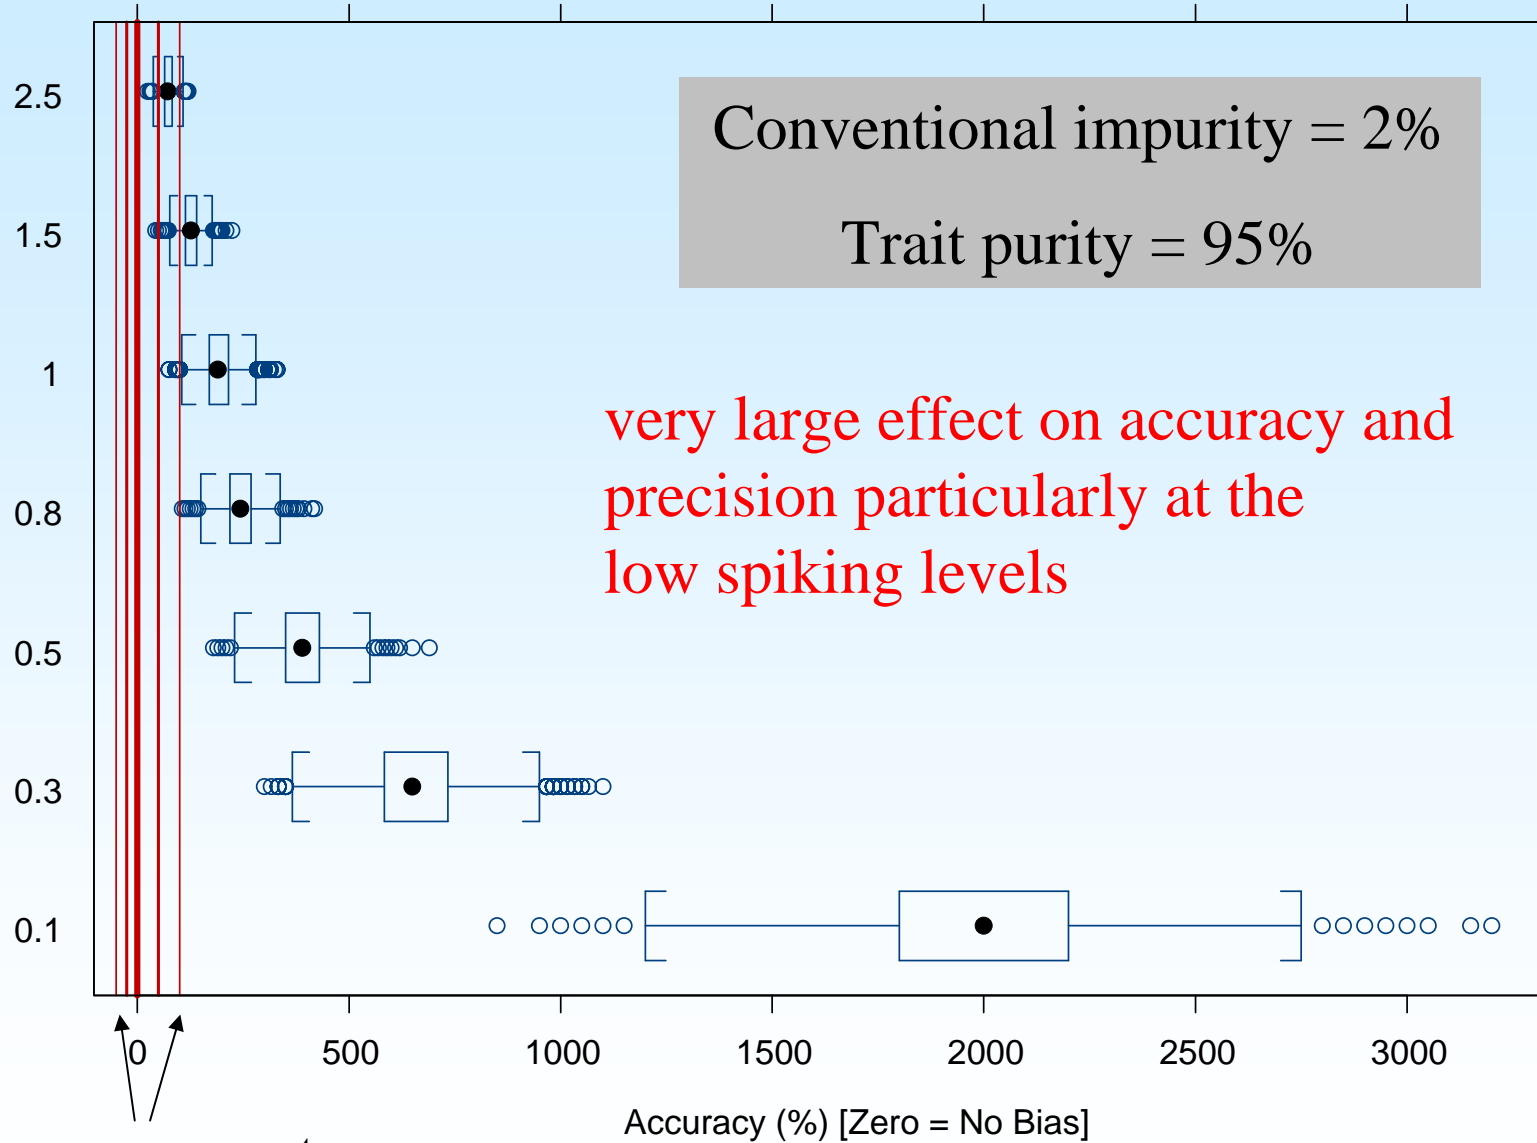 2.5
Conventional impurity = 2%
Trait purity = 95%
1.5
1
very large effect on accuracy and
precision particularly at the
low spiking levels
0.8
0.5
0.3
0.1
0 500 1000 1500 2000 2500 3000
Accuracy (%) [Zero = No Bias]